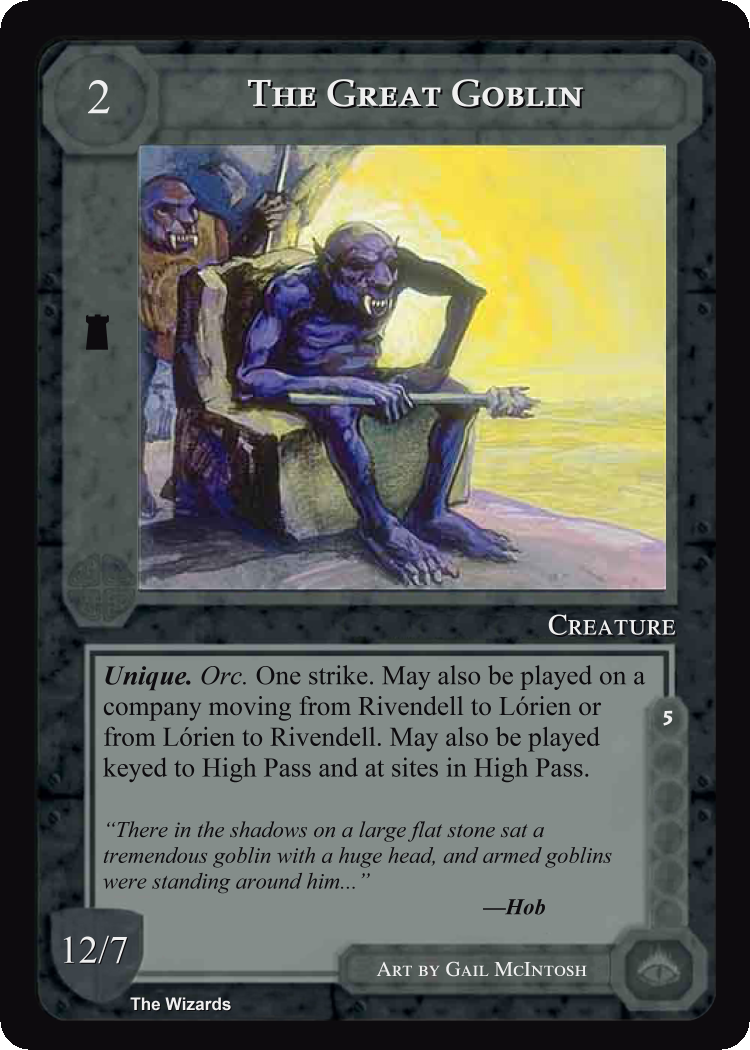 2
THE GREAT GOBLIN
CREATURE
Unique. Orc. One strike. May also be played on a
company moving from Rivendell to Lórien or
from Lórien to Rivendell. May also be played
keyed to High Pass and at sites in High Pass.
5
“There in the shadows on a large flat stone sat a
tremendous goblin with a huge head, and armed goblins
were standing around him...”
—Hob
12/7
ART BY GAIL MCINTOSH
The Wizards